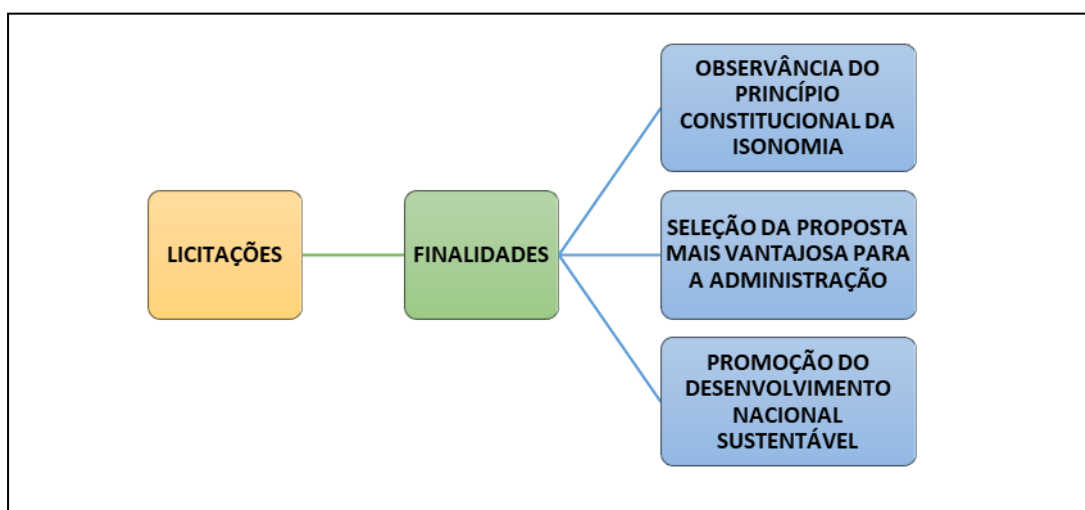 LICITAÇÕES
FINALIDADES
OBSERVÂNCIA DO
PRINCÍPIO
CONSTITUCIONAL DA
ISONOMIA
SELEÇÃO DA PROPOSTA
MAIS VANTAJOSA PARA
A ADMINISTRAÇÃO
PROMOÇÃO DO
DESENVOLVIMENTO
NACIONAL
SUSTENTÁVEL